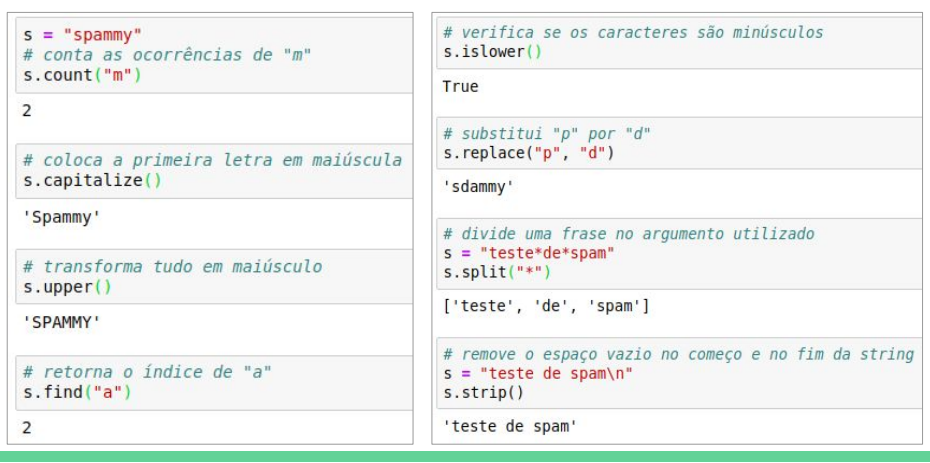 s = "spammy"
# conta as ocorrências de "m"
s.count("m")
2
# coloca a primeira letra em maiúscula
s.capitalize()
'Spammy'
# transforma tudo em maiúsculo
s.upper()
'SPAMMY'
# retorna o índice de "a"
s.find("a")
2
# verifica se os caracteres são minúsculos
s.islower()
True
# substitui "p" por "d"
s.replace("p", "d")
'sdammy'
# divide uma frase no argumento utilizado
s = "teste*de*spam"
s.split("*")
['teste', 'de', 'spam']
# remove o espaço vazio no começo e no fim da string
s = "teste de spam\n"
s.strip()
'teste de spam'